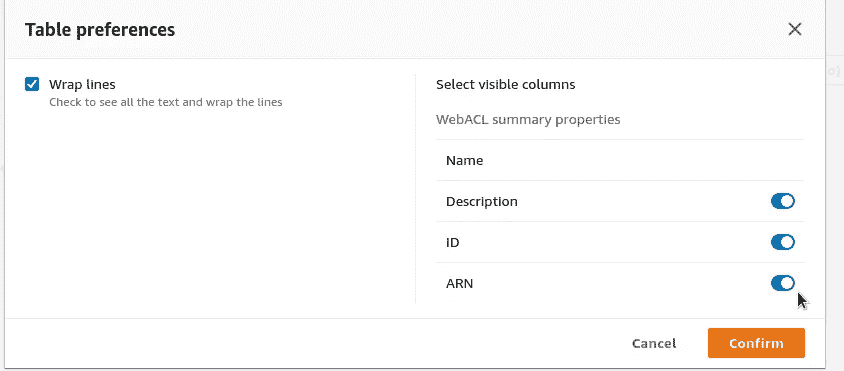 Table preferences
Wrap lines
Check to see all the text and wrap the lines
Select visible columns
WebACL summary properties
Name
Description
ID
ARN
Cancel
Confirm